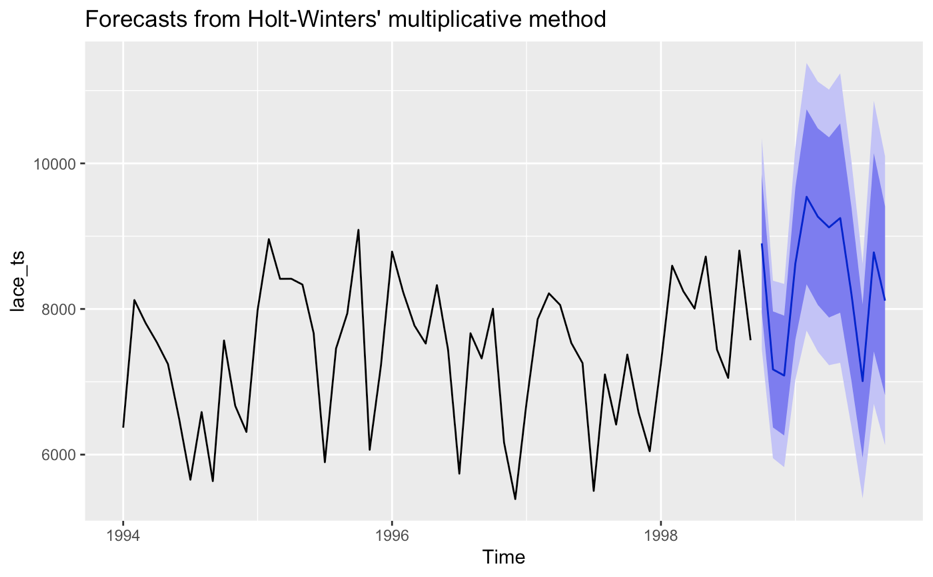 Forecasts from Holt-Winters' multiplicative method
10000
8000
6000
lace_ts
1994
1996
1998
Time